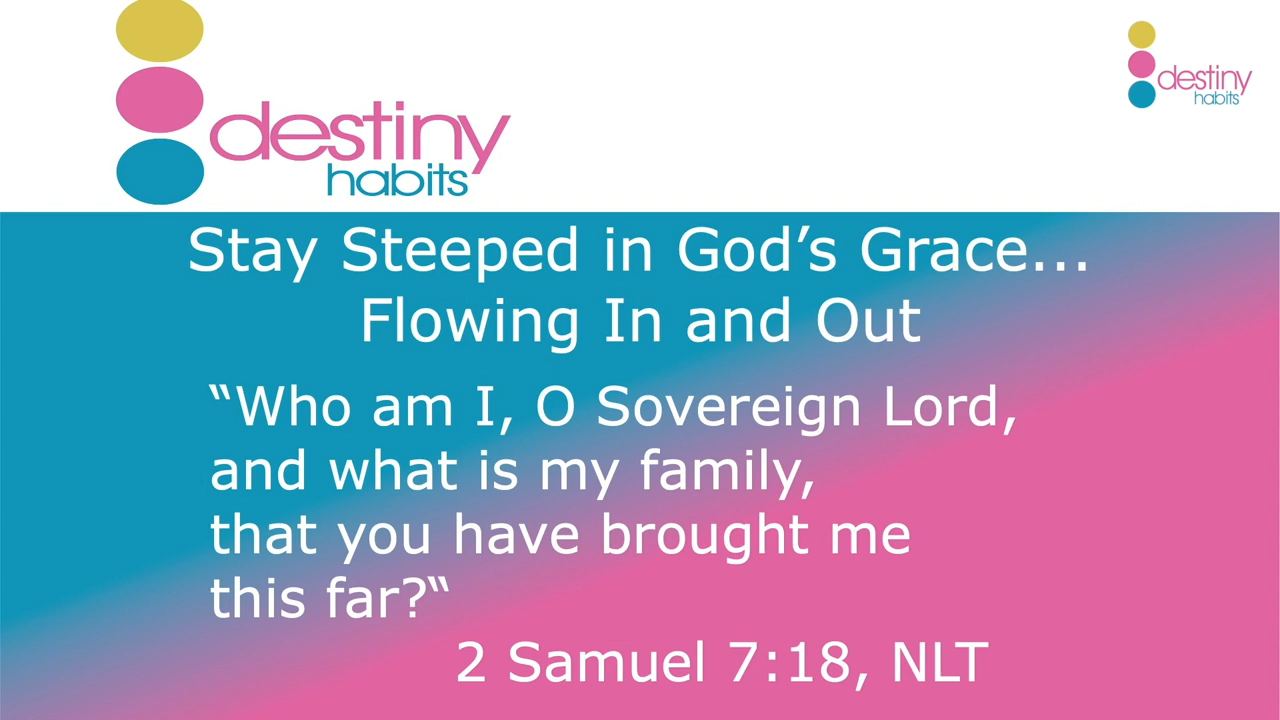 destiny
habits
destiny
habits
Stay Steeped in God’s Grace...
Flowing In and Out
“Who am I, O Sovereign Lord,
and what is my family,
that you have brought me
this far?“
2 Samuel 7:18, NLT